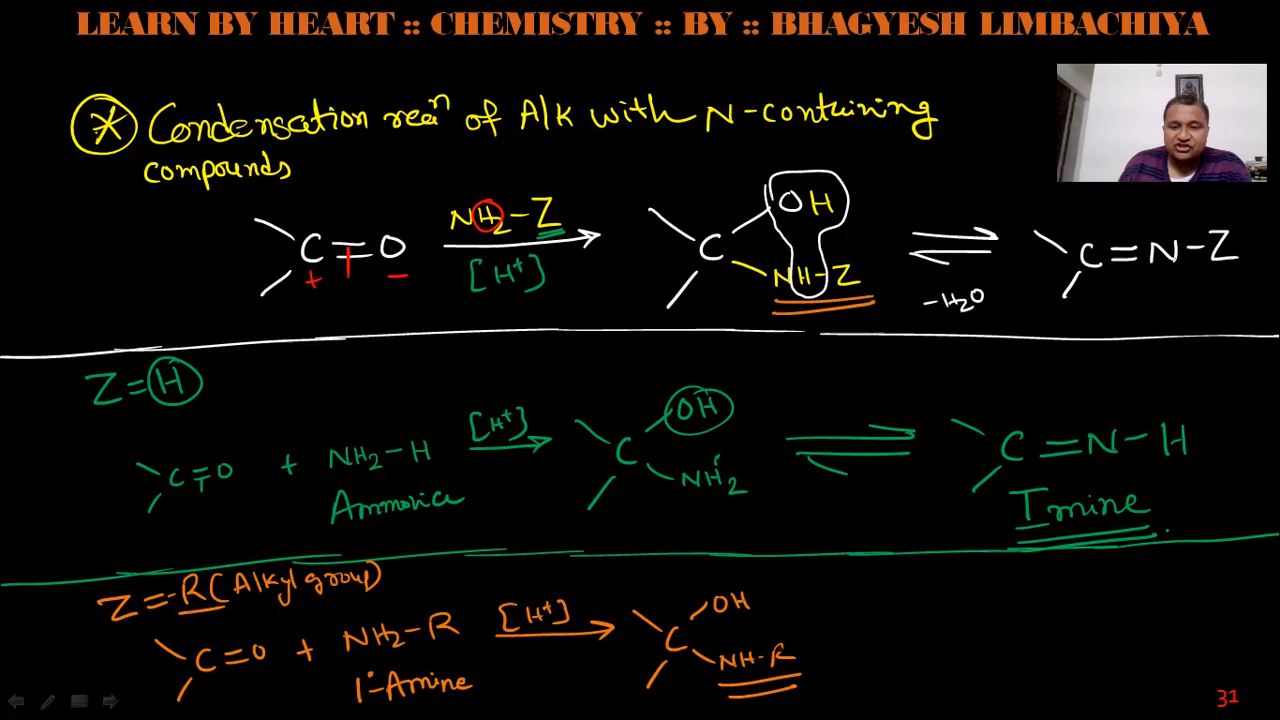 LEARN BY HEART :: CHEMISTRY :: BY :: BHAGYESH LIMBACHIYA
* Condensation reaⁿ of A/K with N-containing
compounds
C=O NH₂-Z [H⁺] C OH NH-Z -H₂O C=N-Z
+ -
Z=H
C=O + NH₂-H [H⁺] C OH NH₂ C=N-H
Ammonia Imine
Z=-R (Alkyl group)
C=O + NH₂-R [H⁺] C OH NH-R
1°-Amine
31